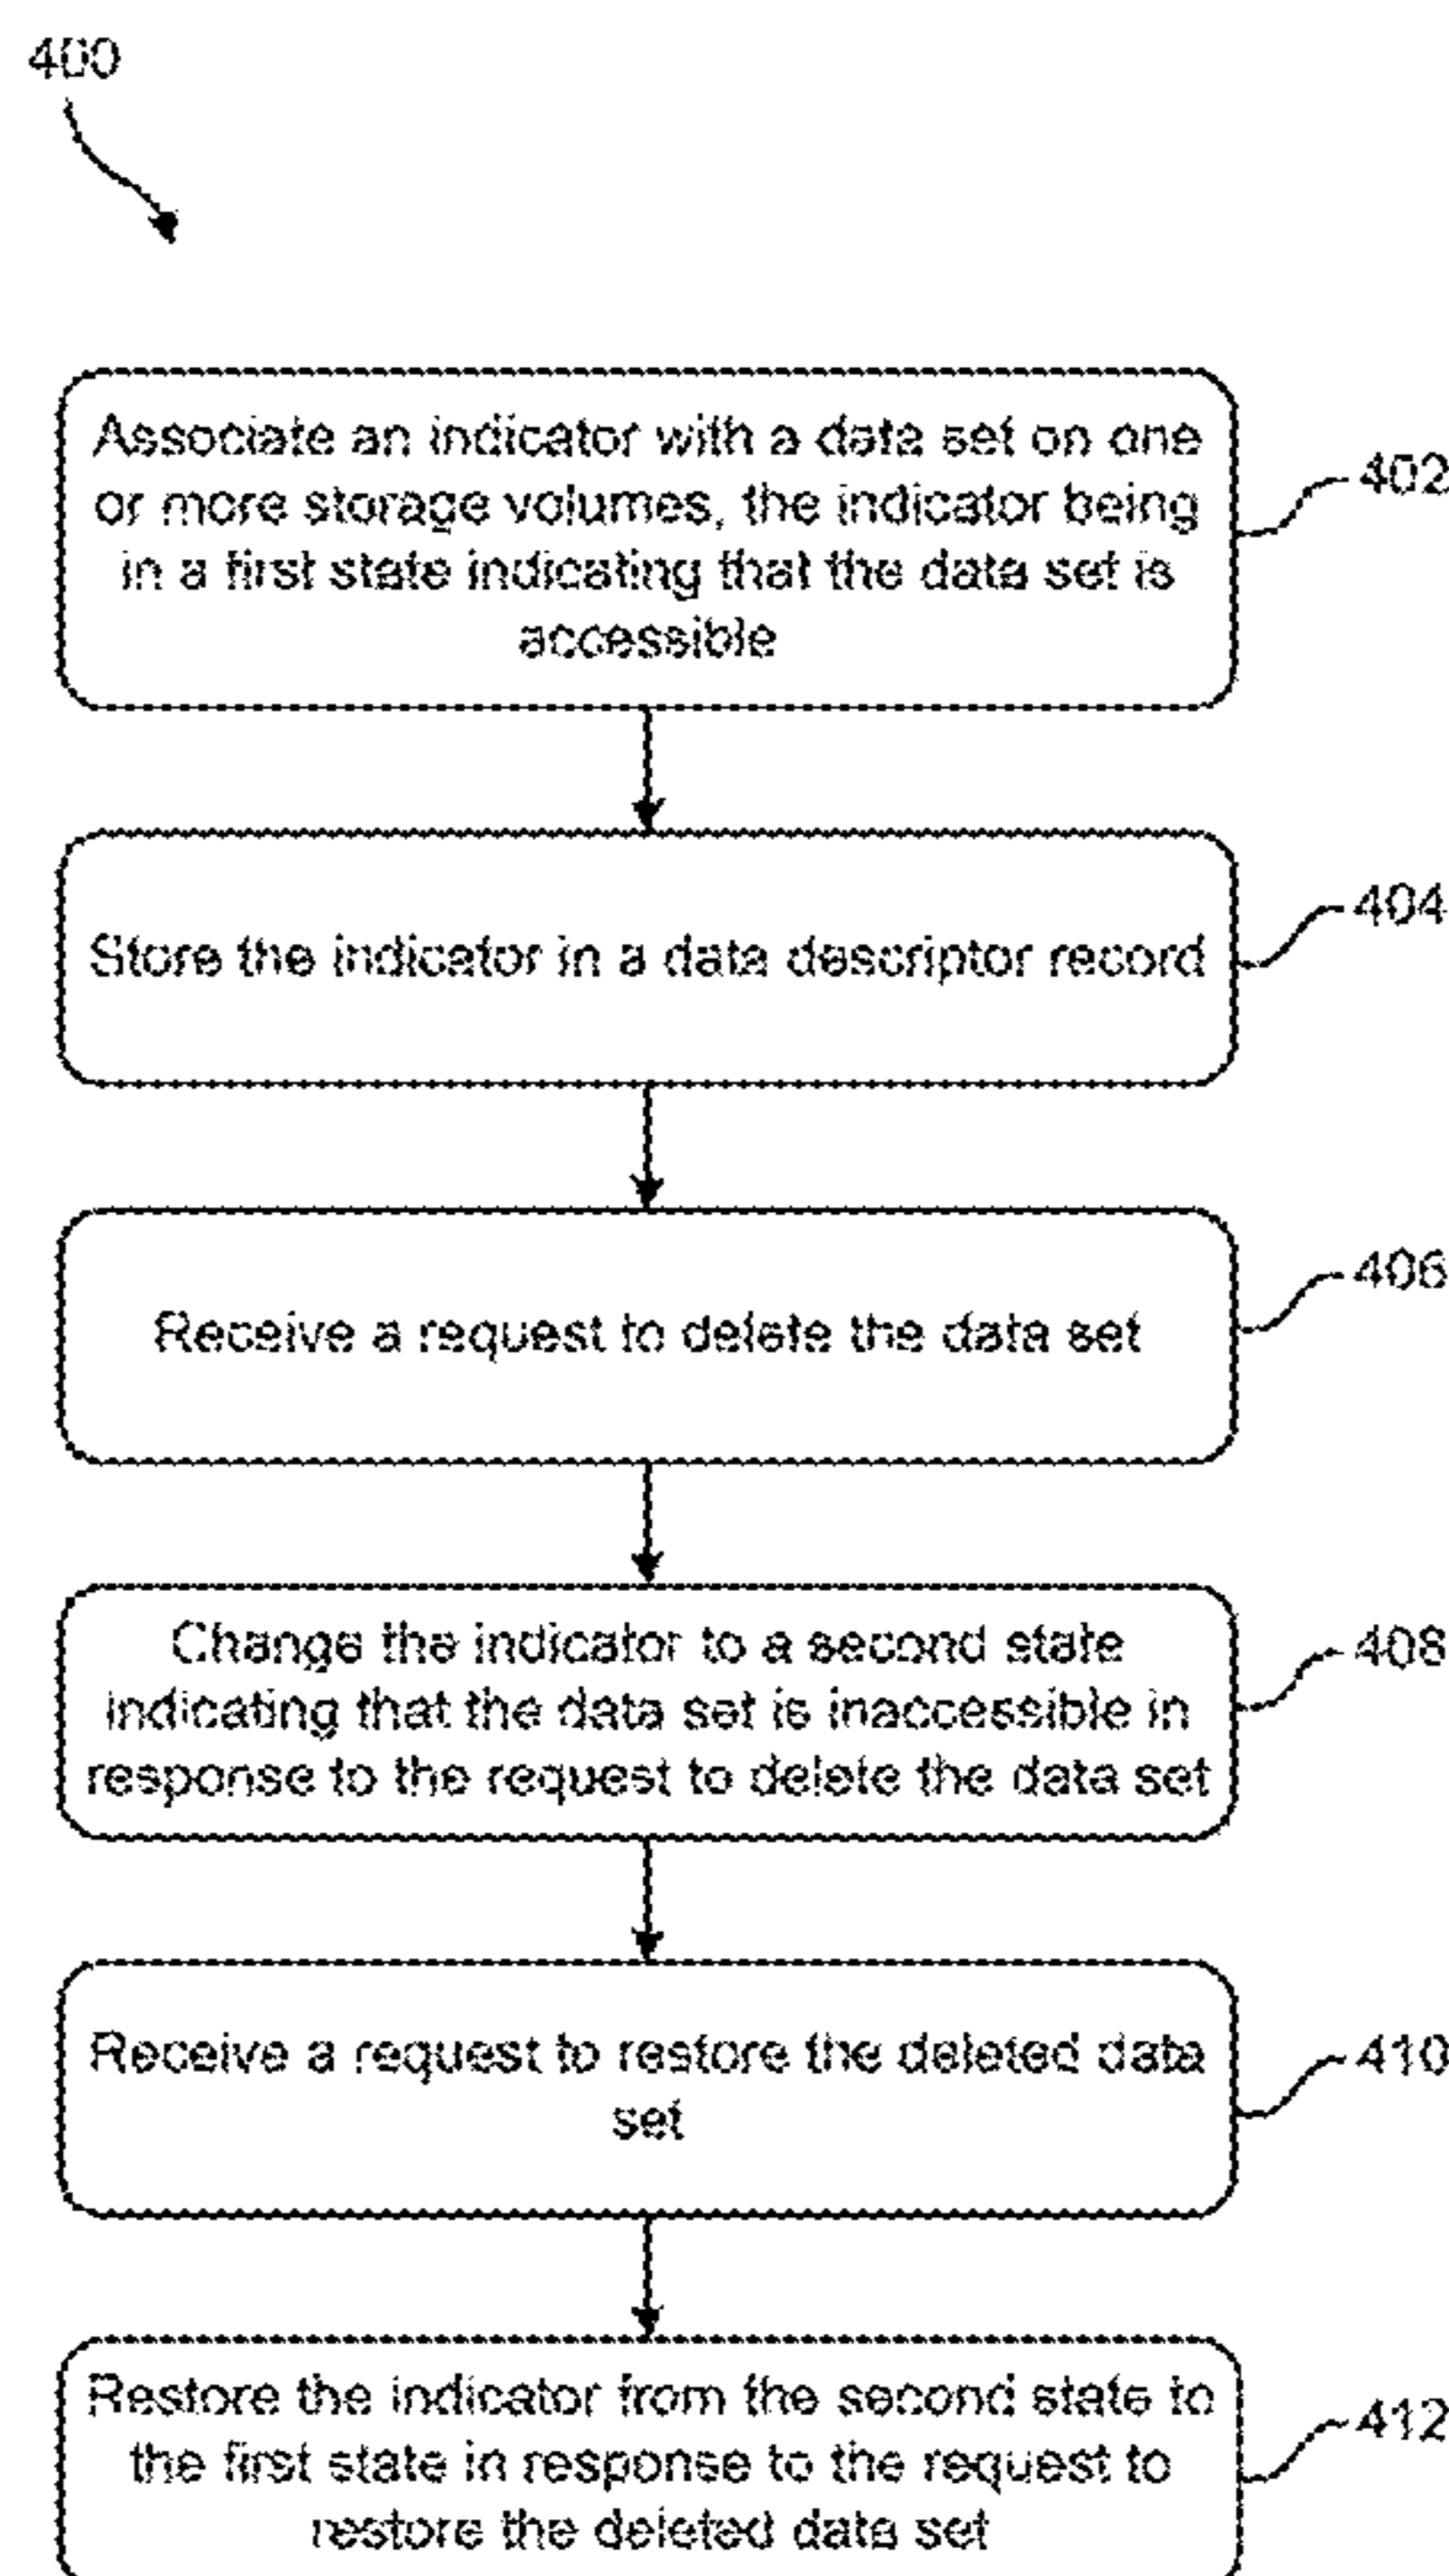 400
Associate an indicator with a data set on one
or more storage volumes, the indicator being
in a first state indicating that the data set is
accessible
402
Store the indicator in a data descriptor record
404
Receive a request to delete the data set
406
Change the indicator to a second state
indicating that the data set is inaccessible in
response to the request to delete the data set
408
Receive a request to restore the deleted data
set
410
Restore the indicator from the second state to
the first state in response to the request to
restore the deleted data set
412